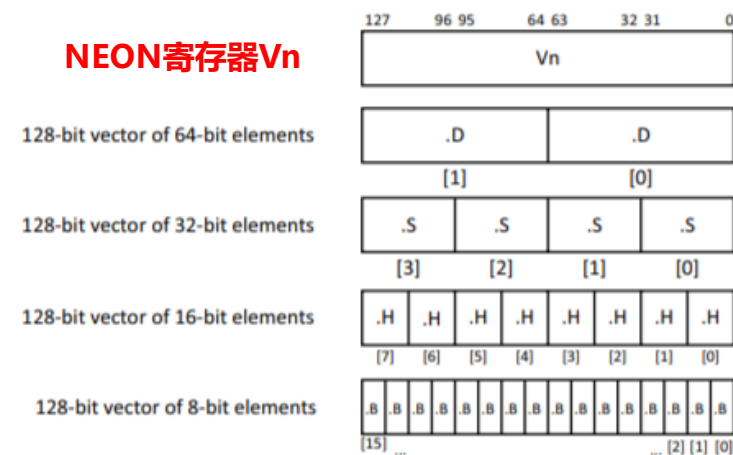 127 96 95 64 63 32 31 0
NEON寄存器Vn
Vn
128-bit vector of 64-bit elements
.D .D
[1] [0]
128-bit vector of 32-bit elements
.S .S .S .S
[3] [2] [1] [0]
128-bit vector of 16-bit elements
.H .H .H .H .H .H .H .H
[7] [6] [5] [4] [3] [2] [1] [0]
128-bit vector of 8-bit elements
.B .B .B .B .B .B .B .B .B .B .B .B .B .B .B .B
[15] ... ... [2] [1] [0]